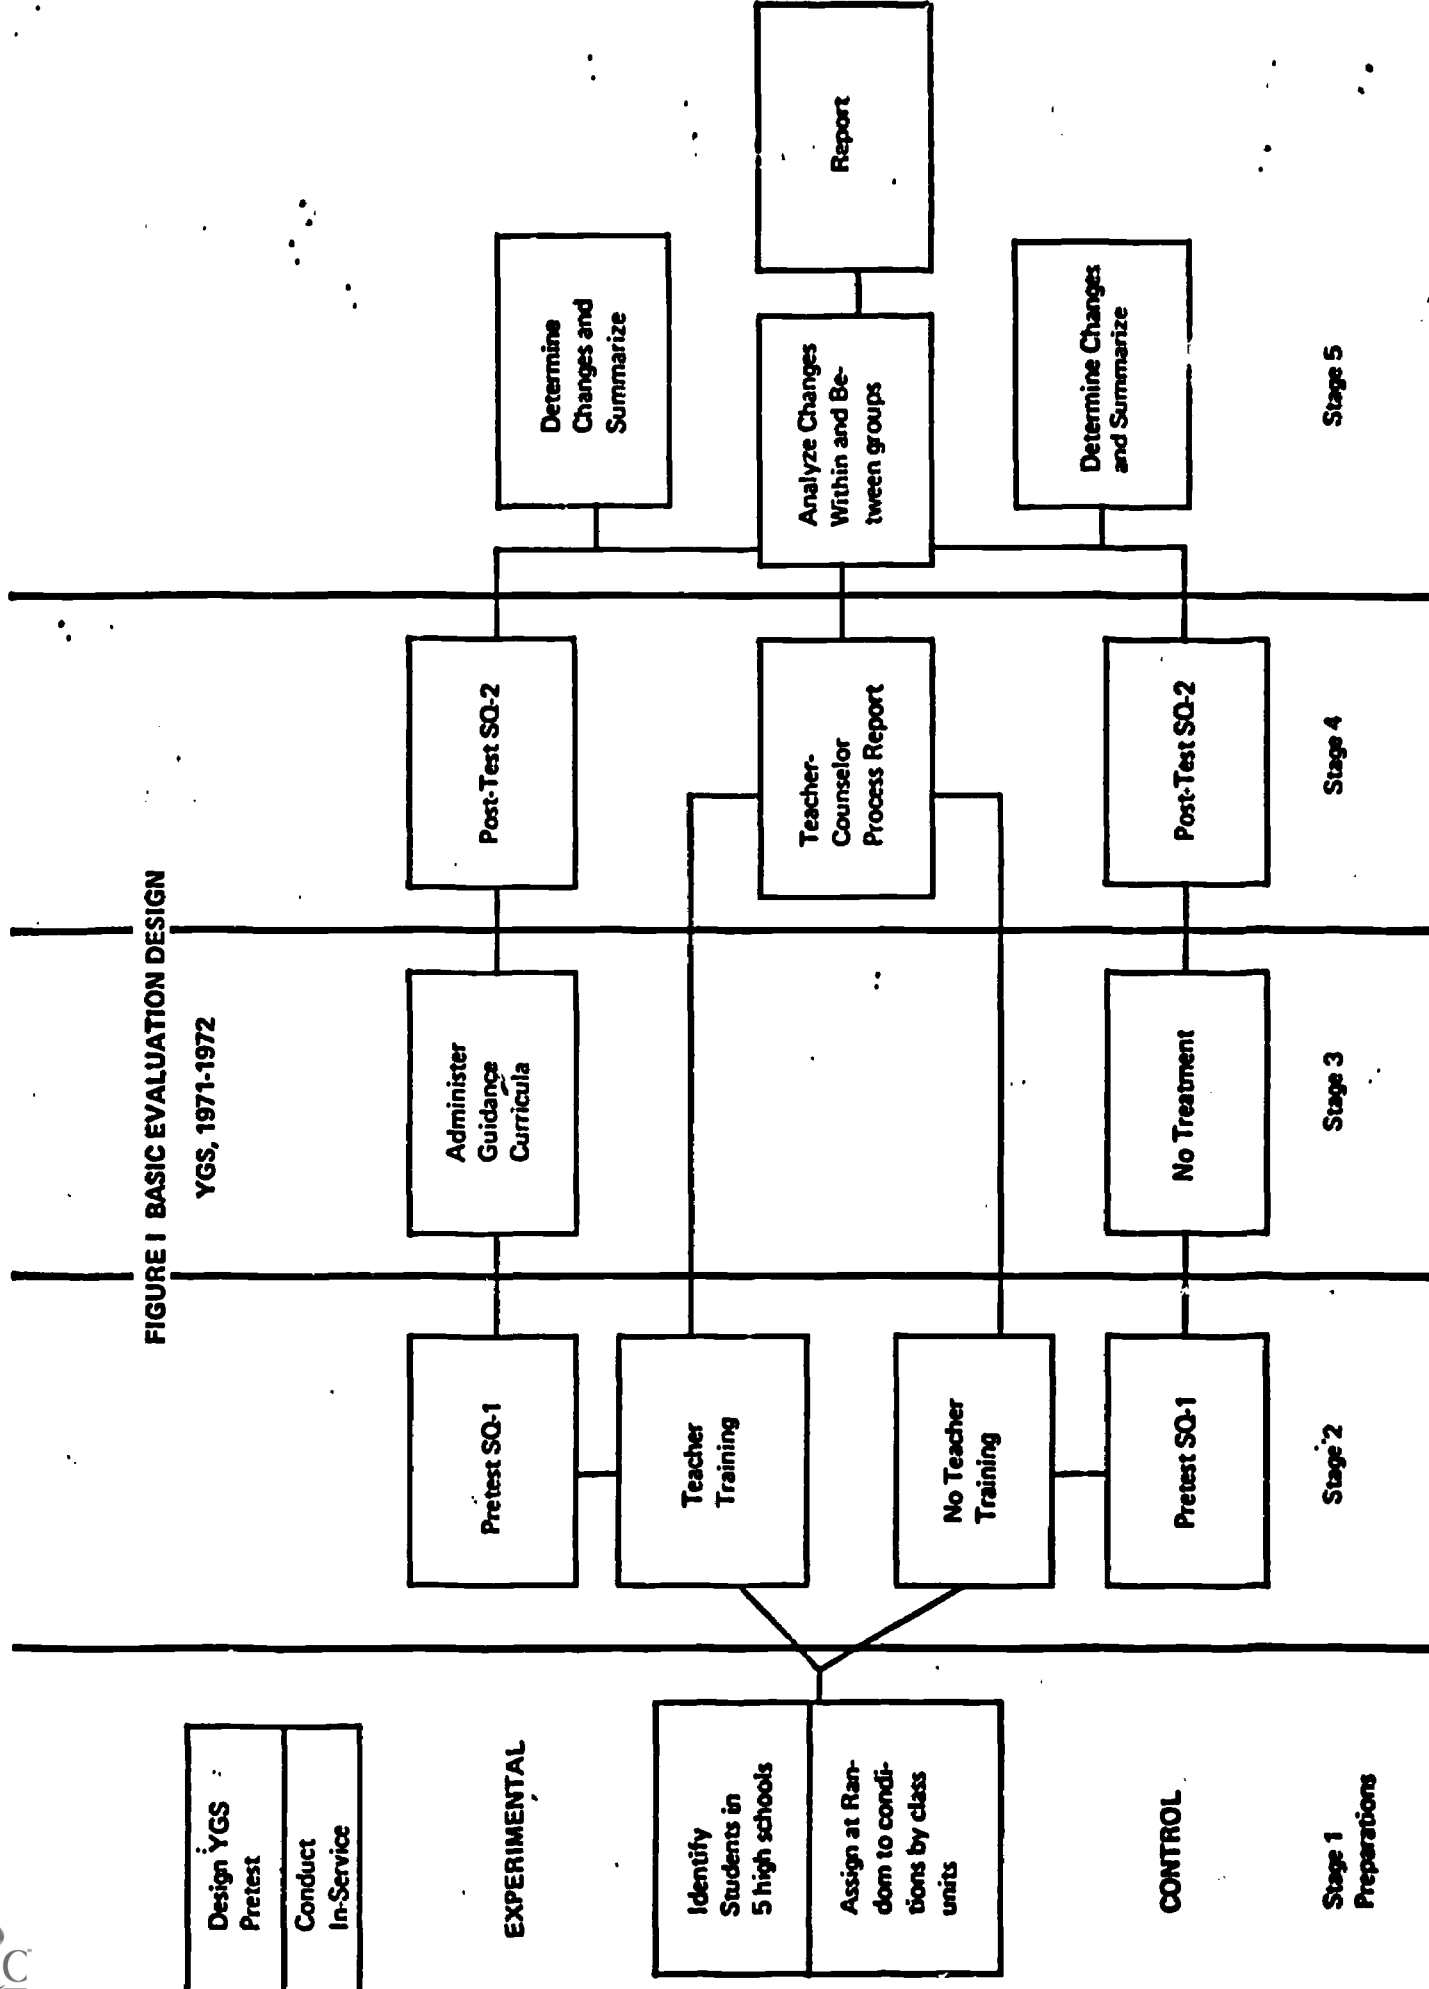 FIGURE I BASIC EVALUATION DESIGN
YGS, 1971-1972
Design YGS
Pretest
Conduct
In-Service
EXPERIMENTAL
Identify
Students in
5 high schools
Assign at Ran-
dom to condi-
tions by class
units
CONTROL
Stage 1
Preparations
Pretest SQ-1
Teacher
Training
No Teacher
Training
Pretest SQ-1
Stage 2
Administer
Guidance
Curricula
No Treatment
Stage 3
Post-Test SQ-2
Teacher-
Counselor
Process Report
Post-Test SQ-2
Stage 4
Determine
Changes and
Summarize
Analyze Changes
Within and Be-
tween groups
Report
Determine Changes
and Summarize
Stage 5